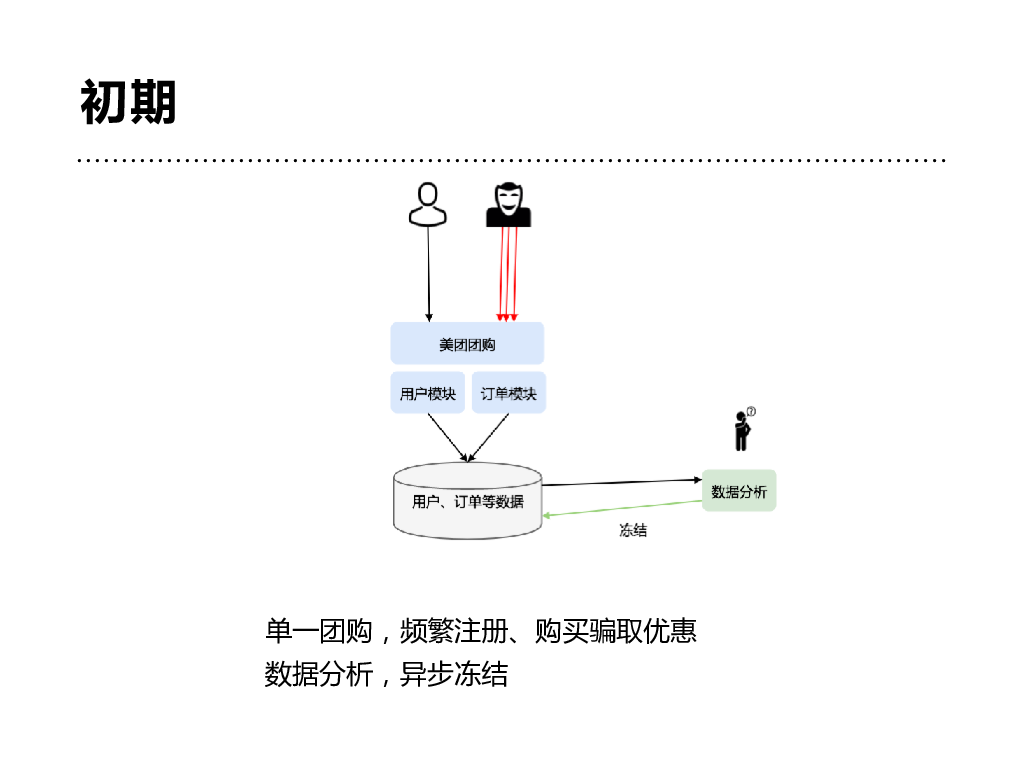 初期
美团团购
用户模块
订单模块
用户、订单等数据
?
数据分析
冻结
单一团购，频繁注册、购买骗取优惠
数据分析，异步冻结